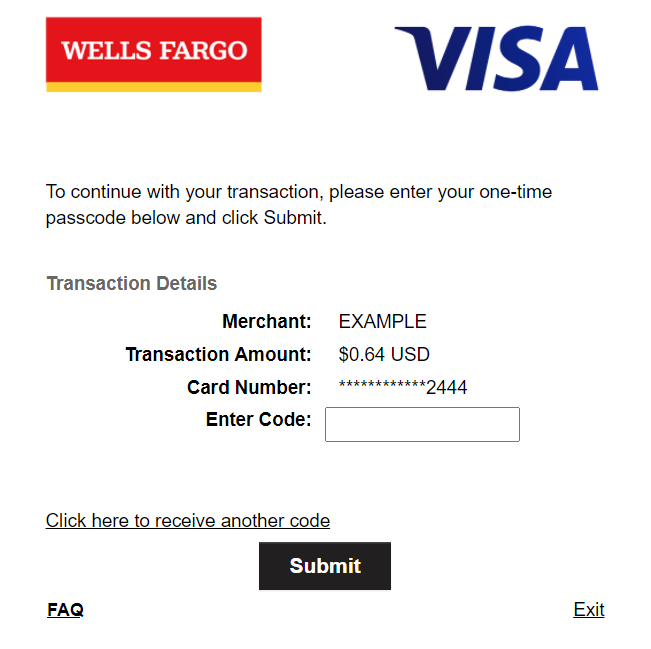 WELLS FARGO
VISA
To continue with your transaction, please enter your one-time
passcode below and click Submit.
Transaction Details
Merchant: EXAMPLE
Transaction Amount: $0.64 USD
Card Number: ************2444
Enter Code:
Click here to receive another code
Submit
FAQ Exit